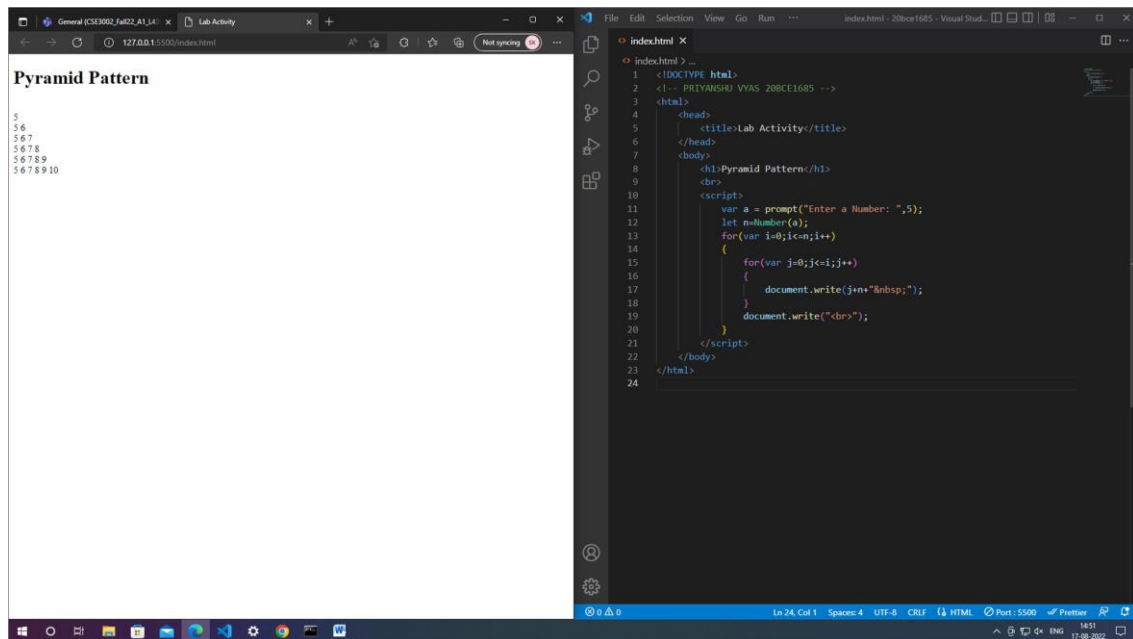 General (CSE3002_Fall22_A1_L43
Lab Activity
127.0.0.1:5500/index.html
Not syncing
SK
Pyramid Pattern
5
5 6
5 6 7
5 6 7 8
5 6 7 8 9
5 6 7 8 9 10
File Edit Selection View Go Run ···
index.html - 20bce1685 - Visual Stud...
index.html
index.html > ...
1 <!DOCTYPE html>
2 <!-- PRIYANSHU VYAS 20BCE1685 -->
3 <html>
4 <head>
5 <title>Lab Activity</title>
6 </head>
7 <body>
8 <h1>Pyramid Pattern</h1>
9 <br>
10 <script>
11 var a = prompt("Enter a Number: ",5);
12 let n=Number(a);
13 for(var i=0;i<=n;i++)
14 {
15 for(var j=0;j<=i;j++)
16 {
17 document.write(j+n+"&nbsp;");
18 }
19 document.write("<br>");
20 }
21 </script>
22 </body>
23 </html>
24
0 0
Ln 24, Col 1 Spaces: 4 UTF-8 CRLF HTML Port : 5500 Prettier
ENG
14:51
17-08-2022